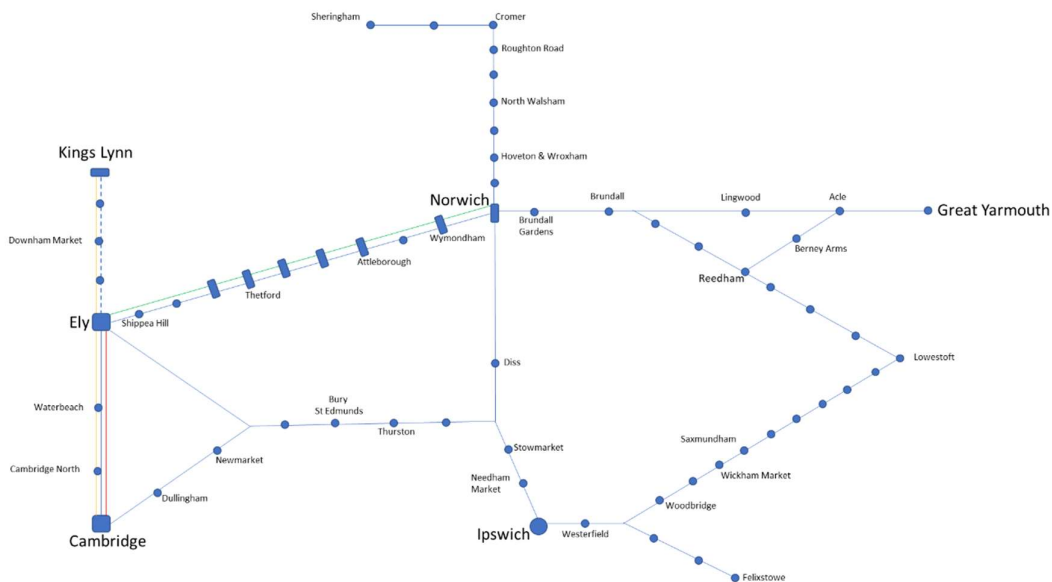 Sheringham
Cromer
Roughton Road
North Walsham
Kings Lynn
Hoveton & Wroxham
Norwich
Brundall
Lingwood
Acle
Brundall
Gardens
Great Yarmouth
Downham Market
Wymondham
Berney Arms
Attleborough
Reedham
Thetford
Ely
Shippea Hill
Lowestoft
Diss
Waterbeach
Bury
St Edmunds
Thurston
Newmarket
Stowmarket
Saxmundham
Cambridge North
Wickham Market
Needham
Market
Dullingham
Woodbridge
Cambridge
Ipswich
Westerfield
Felixstowe